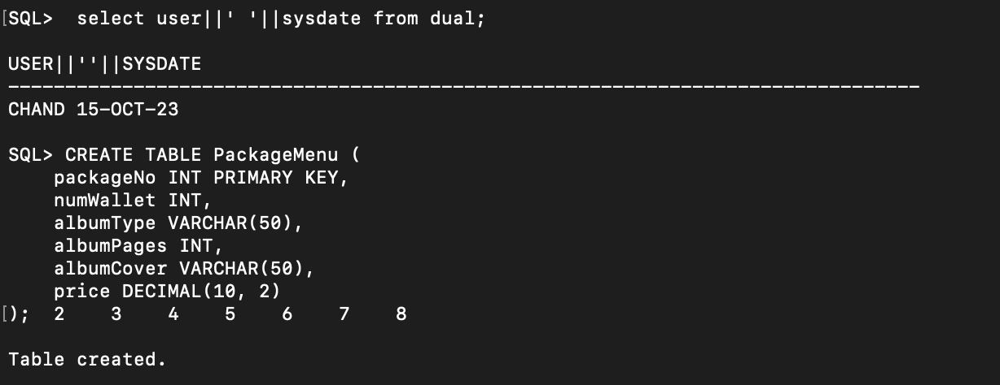 [SQL>  select user||' '||sysdate from dual;
USER||''||SYSDATE
--------------------------------------------------------------------------------
CHAND 15-OCT-23
SQL> CREATE TABLE PackageMenu (
    packageNo INT PRIMARY KEY,
    numWallet INT,
    albumType VARCHAR(50),
    albumPages INT,
    albumCover VARCHAR(50),
    price DECIMAL(10, 2)
[);  2    3    4    5    6    7    8
Table created.